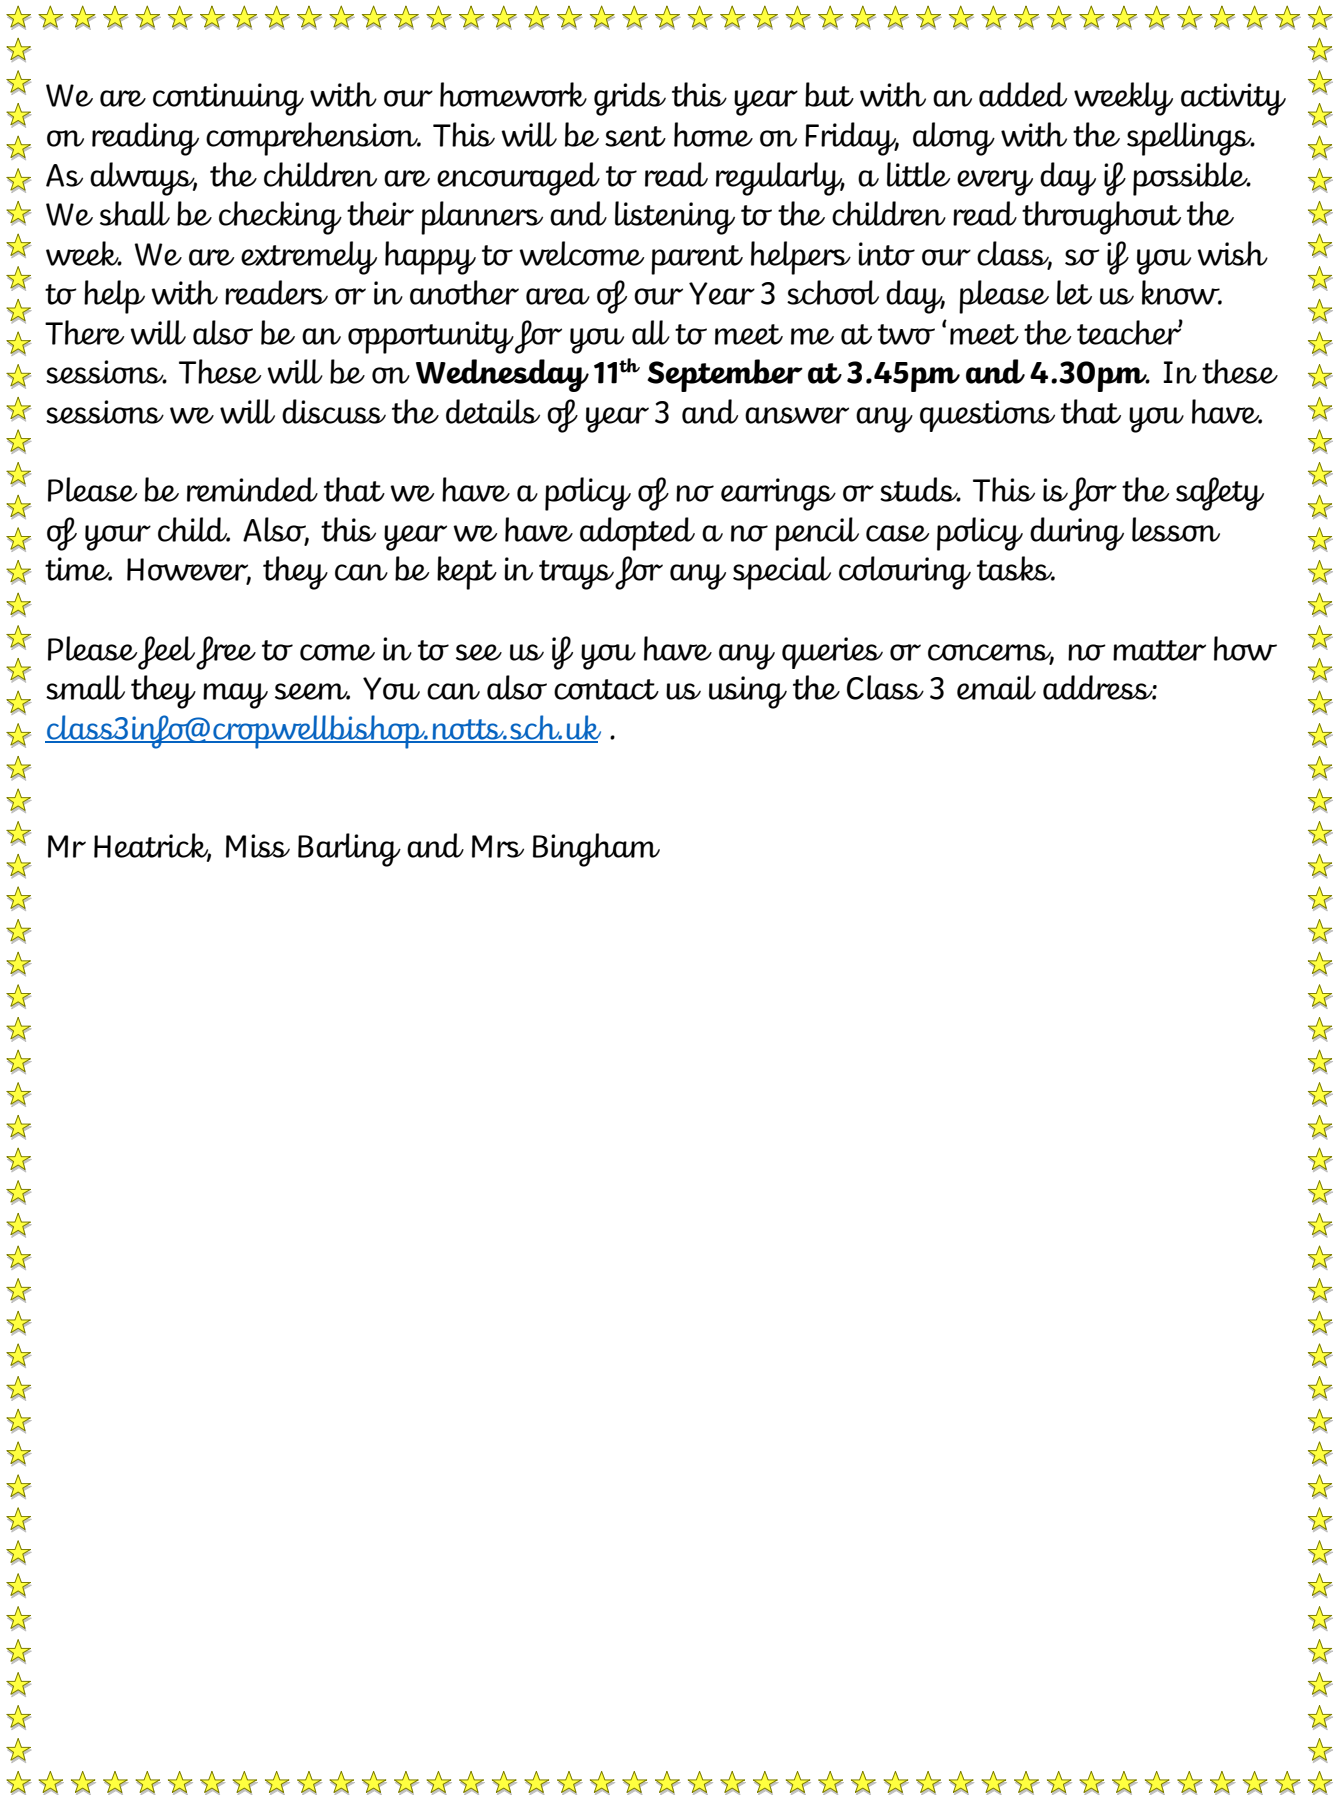 We are continuing with our homework grids this year but with an added weekly activity
on reading comprehension. This will be sent home on Friday, along with the spellings.
As always, the children are encouraged to read regularly, a little every day if possible.
We shall be checking their planners and listening to the children read throughout the
week. We are extremely happy to welcome parent helpers into our class, so if you wish
to help with readers or in another area of our Year 3 school day, please let us know.
There will also be an opportunity for you all to meet me at two ‘meet the teacher’
sessions. These will be on Wednesday 11th September at 3.45pm and 4.30pm. In these
sessions we will discuss the details of year 3 and answer any questions that you have.
Please be reminded that we have a policy of no earrings or studs. This is for the safety
of your child. Also, this year we have adopted a no pencil case policy during lesson
time. However, they can be kept in trays for any special colouring tasks.
Please feel free to come in to see us if you have any queries or concerns, no matter how
small they may seem. You can also contact us using the Class 3 email address:
class3info@cropwellbishop.notts.sch.uk .
Mr Heatrick, Miss Barling and Mrs Bingham